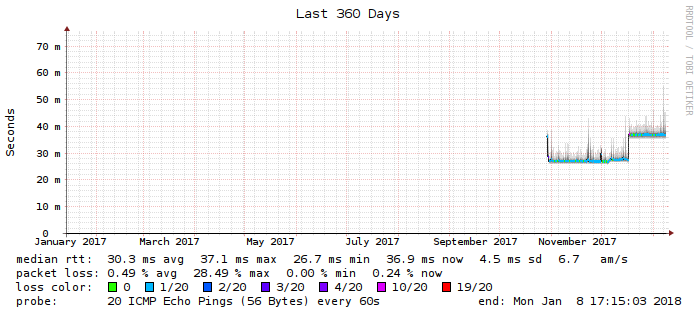 Last 360 Days
RRDTOOL / TOBI OETIKER
Seconds
70 m
60 m
50 m
40 m
30 m
20 m
10 m
0
January 2017 March 2017 May 2017 July 2017 September 2017 November 2017
median rtt: 30.3 ms avg 37.1 ms max 26.7 ms min 36.9 ms now 4.5 ms sd 6.7 am/s
packet loss: 0.49 % avg 28.49 % max 0.00 % min 0.24 % now
loss color: 0 1/20 2/20 3/20 4/20 10/20 19/20
probe: 20 ICMP Echo Pings (56 Bytes) every 60s end: Mon Jan 8 17:15:03 2018